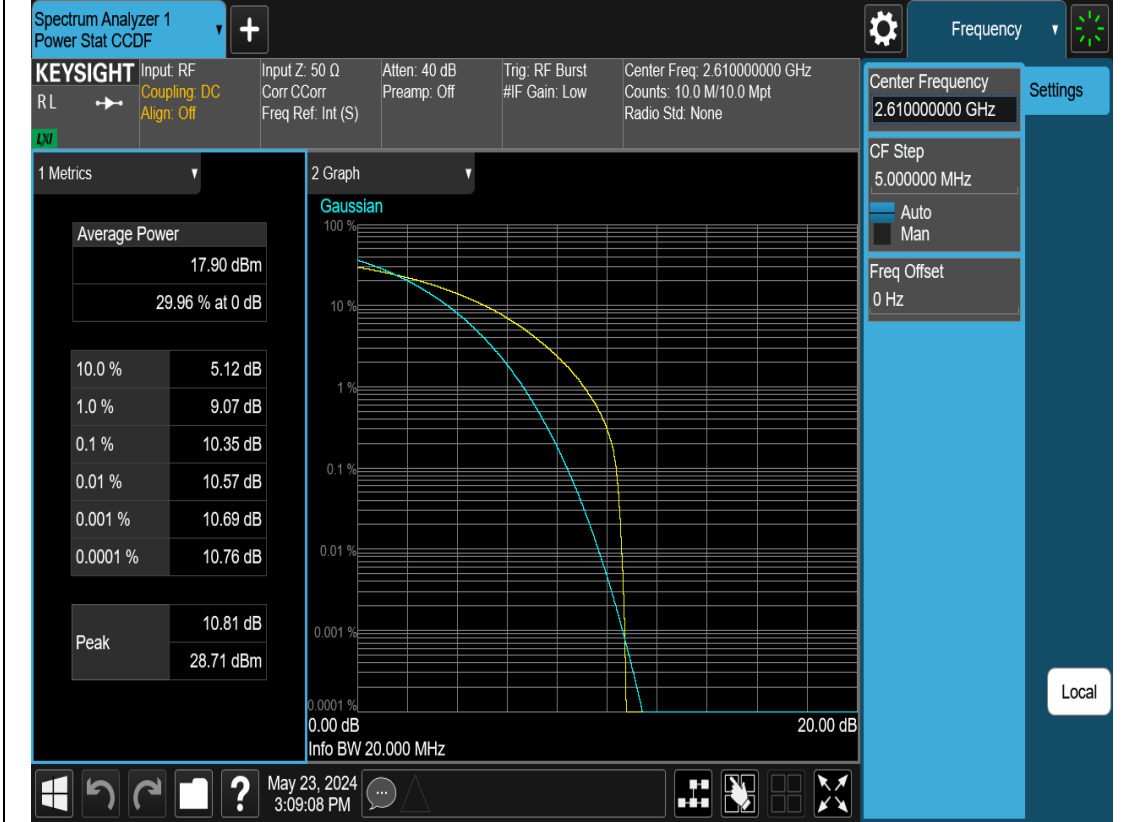 Spectrum Analyzer 1
Power Stat CCDF
Frequency
KEYSIGHT
RL
LXI
Input: RF
Coupling: DC
Align: Off
Input Z: 50 Ω
Corr CCorr
Freq Ref: Int (S)
Atten: 40 dB
Preamp: Off
Trig: RF Burst
#IF Gain: Low
Center Freq: 2.610000000 GHz
Counts: 10.0 M/10.0 Mpt
Radio Std: None
Center Frequency
2.610000000 GHz
Settings
CF Step
5.000000 MHz
Auto
Man
Freq Offset
0 Hz
Local
1 Metrics
Average Power
17.90 dBm
29.96 % at 0 dB
10.0 % 5.12 dB
1.0 % 9.07 dB
0.1 % 10.35 dB
0.01 % 10.57 dB
0.001 % 10.69 dB
0.0001 % 10.76 dB
Peak
10.81 dB
28.71 dBm
2 Graph
Gaussian
100 %
10 %
1 %
0.1 %
0.01 %
0.001 %
0.0001 %
0.00 dB 20.00 dB
Info BW 20.000 MHz
?
May 23, 2024
3:09:08 PM